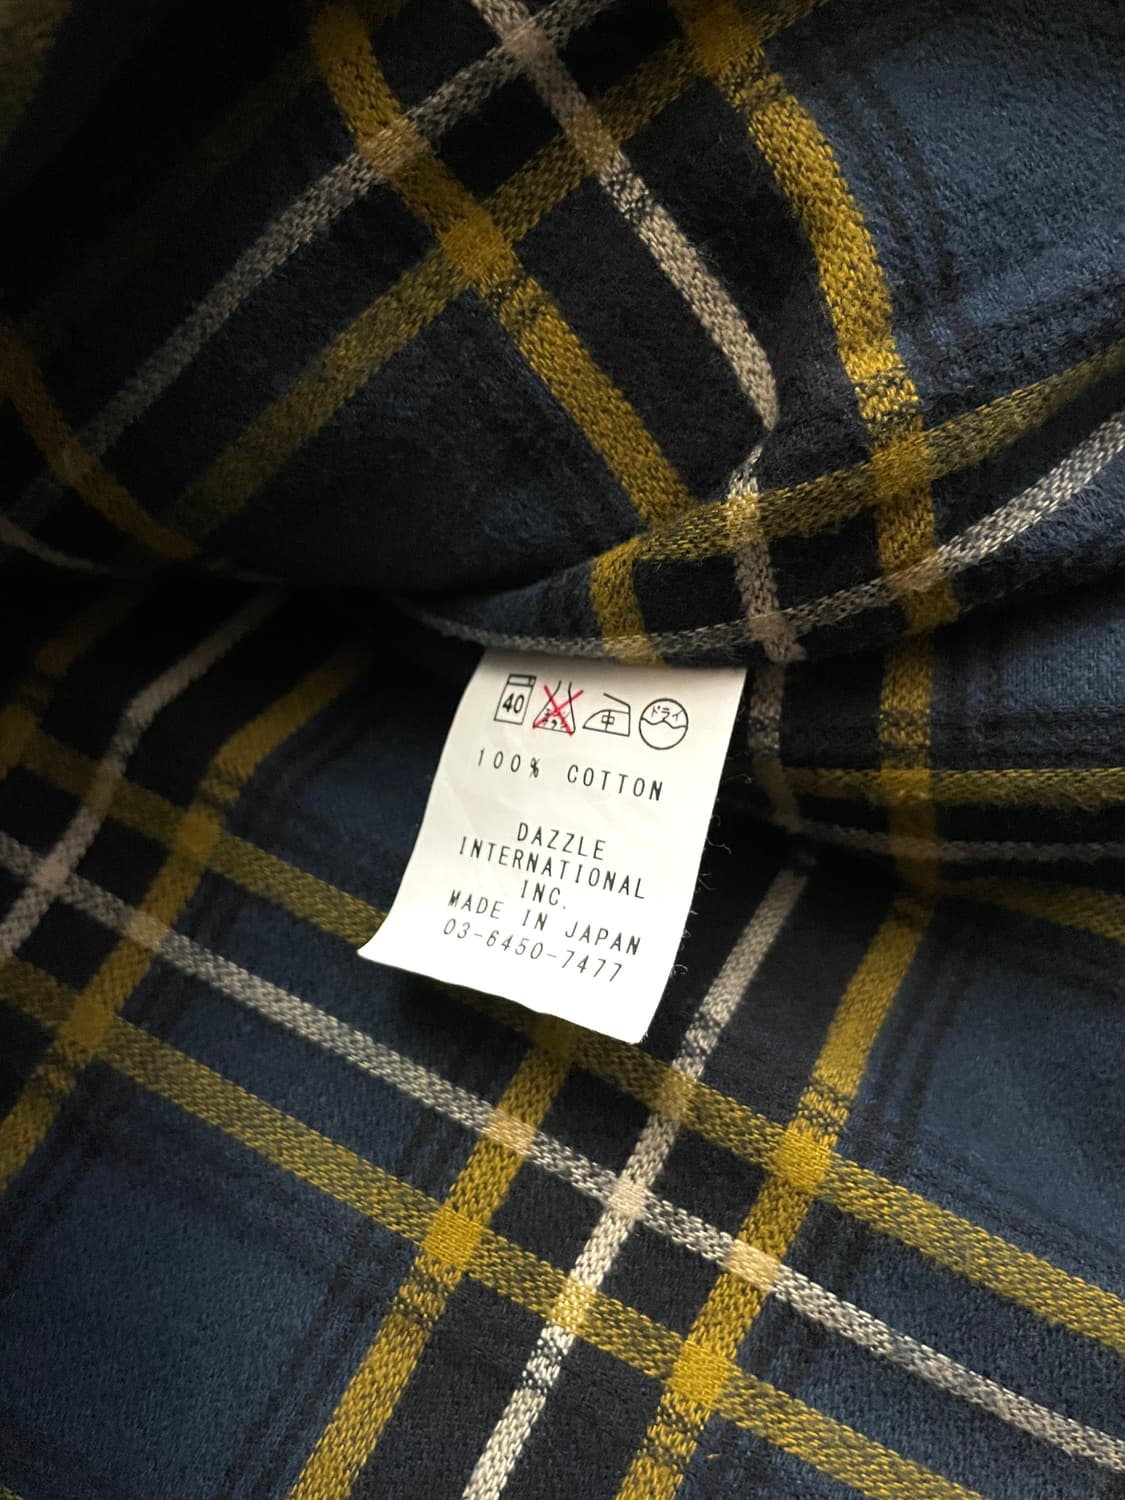 40 中 ドライ
100% COTTON
DAZZLE
INTERNATIONAL
INC.
MADE IN JAPAN
03-6450-7477